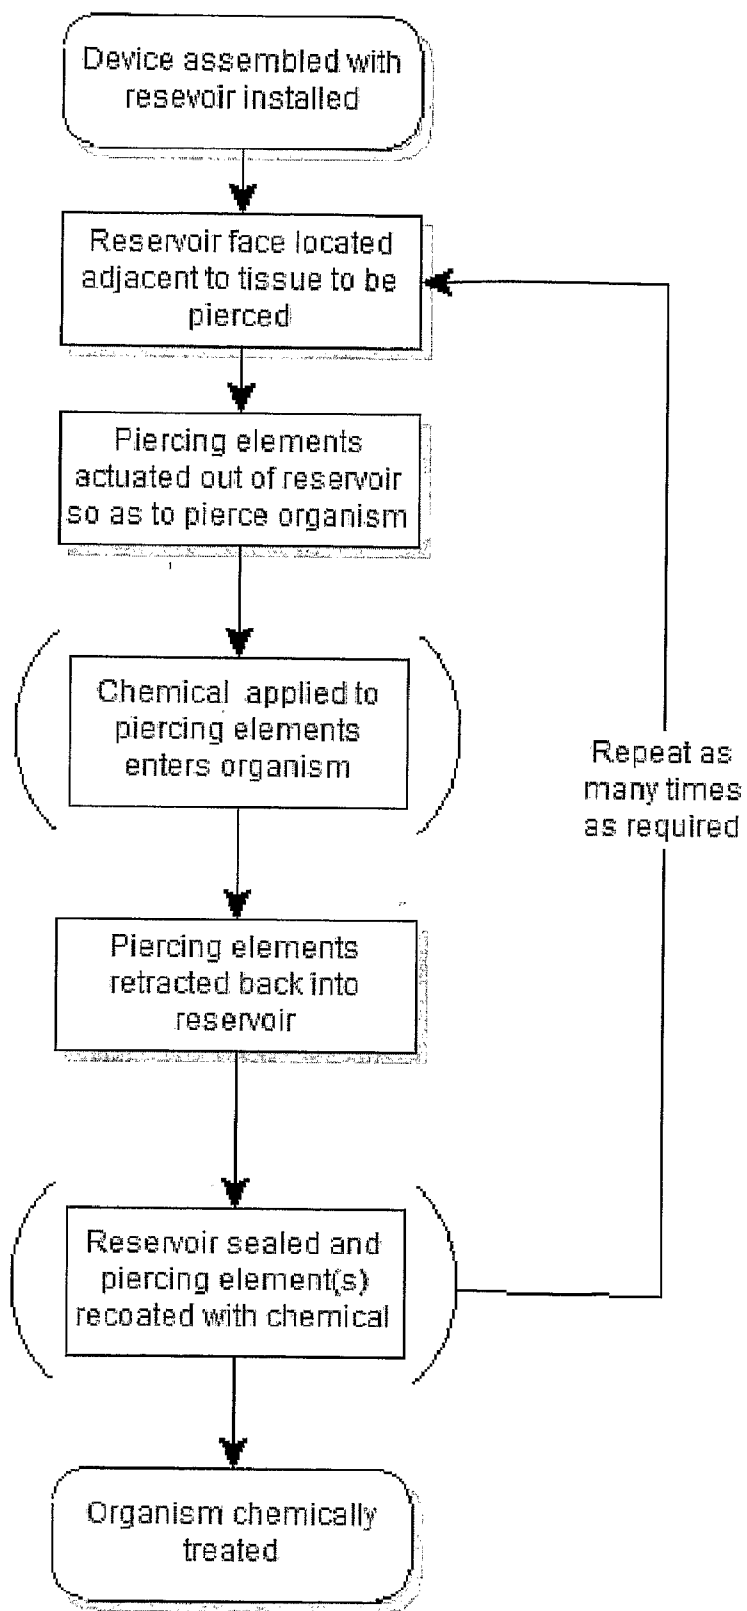 Device assembled with
resevoir installed
Reservoir face located
adjacent to tissue to be
pierced
Piercing elements
actuated out of reservoir
so as to pierce organism
Chemical applied to
piercing elements
enters organism
Repeat as
many times
as required
Piercing elements
retracted back into
reservoir
Reservoir sealed and
piercing element(s)
recoated with chemical
Organism chemically
treated